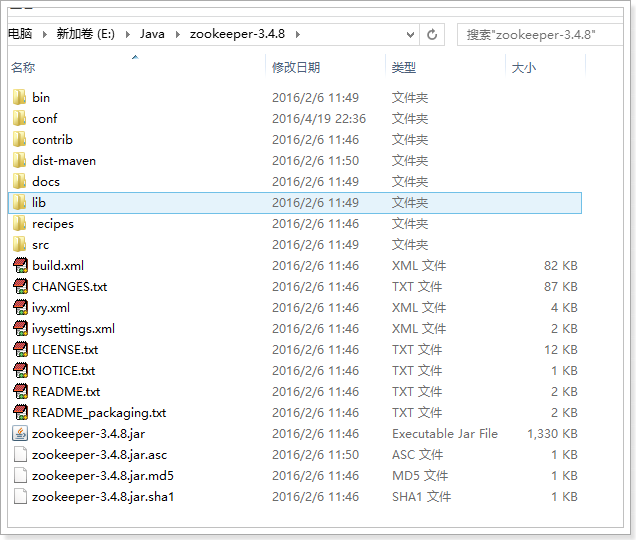 电脑 新加卷 (E:) Java zookeeper-3.4.8 搜索"zookeeper-3.4.8"
名称 修改日期 类型 大小
bin 2016/2/6 11:49 文件夹
conf 2016/4/19 22:36 文件夹
contrib 2016/2/6 11:46 文件夹
dist-maven 2016/2/6 11:50 文件夹
docs 2016/2/6 11:49 文件夹
lib 2016/2/6 11:49 文件夹
recipes 2016/2/6 11:46 文件夹
src 2016/2/6 11:49 文件夹
build.xml 2016/2/6 11:46 XML 文件 82 KB
CHANGES.txt 2016/2/6 11:46 TXT 文件 87 KB
ivy.xml 2016/2/6 11:46 XML 文件 4 KB
ivysettings.xml 2016/2/6 11:46 XML 文件 2 KB
LICENSE.txt 2016/2/6 11:46 TXT 文件 12 KB
NOTICE.txt 2016/2/6 11:46 TXT 文件 1 KB
README.txt 2016/2/6 11:46 TXT 文件 2 KB
README_packaging.txt 2016/2/6 11:46 TXT 文件 2 KB
zookeeper-3.4.8.jar 2016/2/6 11:46 Executable Jar File 1,330 KB
zookeeper-3.4.8.jar.asc 2016/2/6 11:50 ASC 文件 1 KB
zookeeper-3.4.8.jar.md5 2016/2/6 11:46 MD5 文件 1 KB
zookeeper-3.4.8.jar.sha1 2016/2/6 11:46 SHA1 文件 1 KB